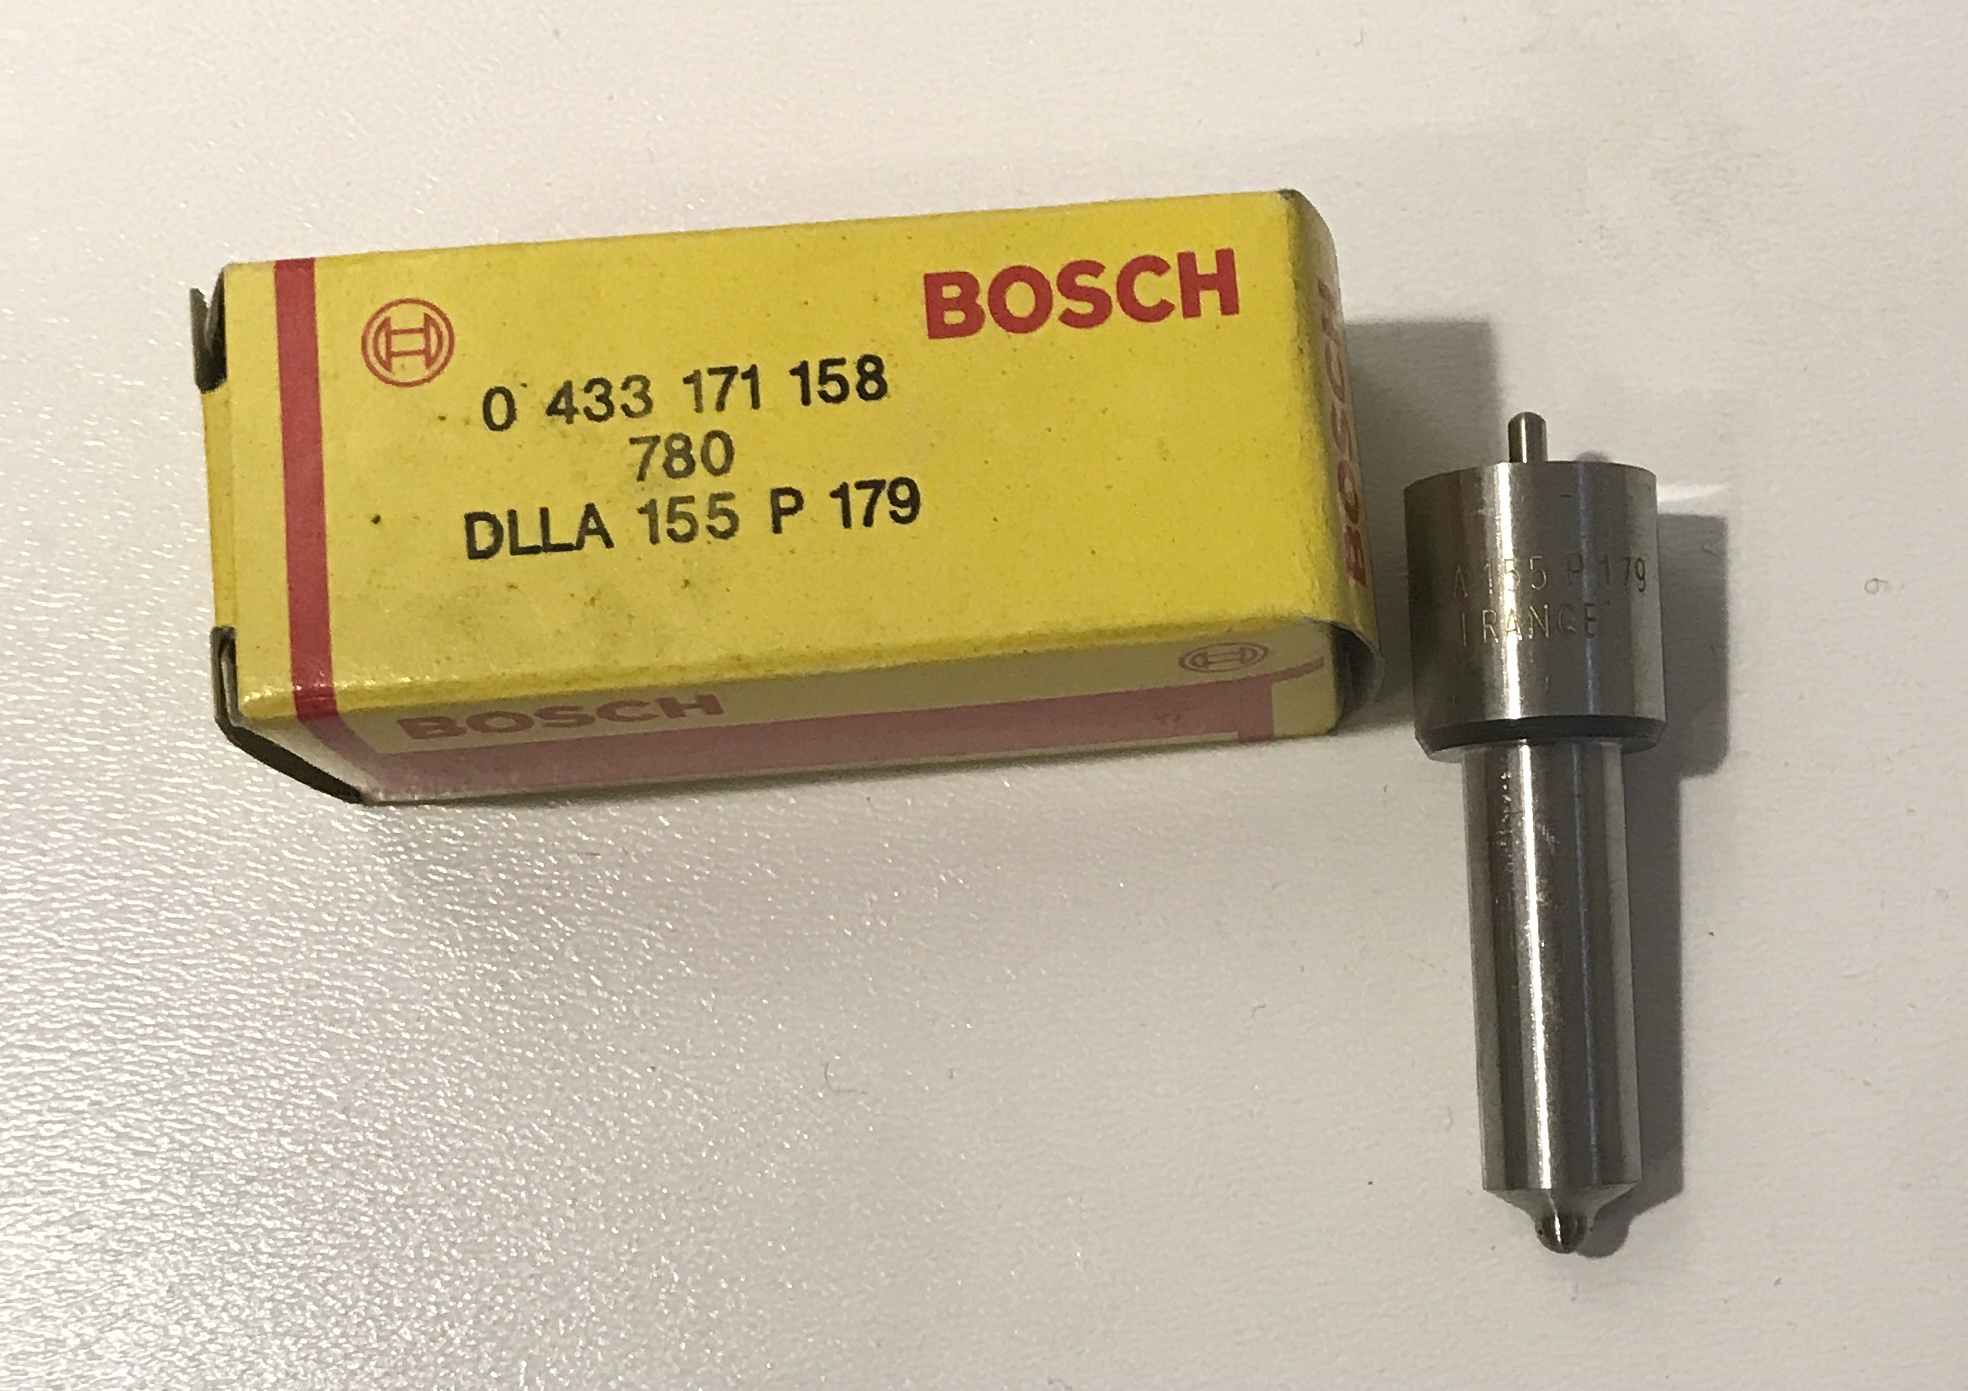 BOSCH
0 433 171 158
780
DLLA 155 P 179
BOSCH
BOSCH
A 155 P 179
FRANCE